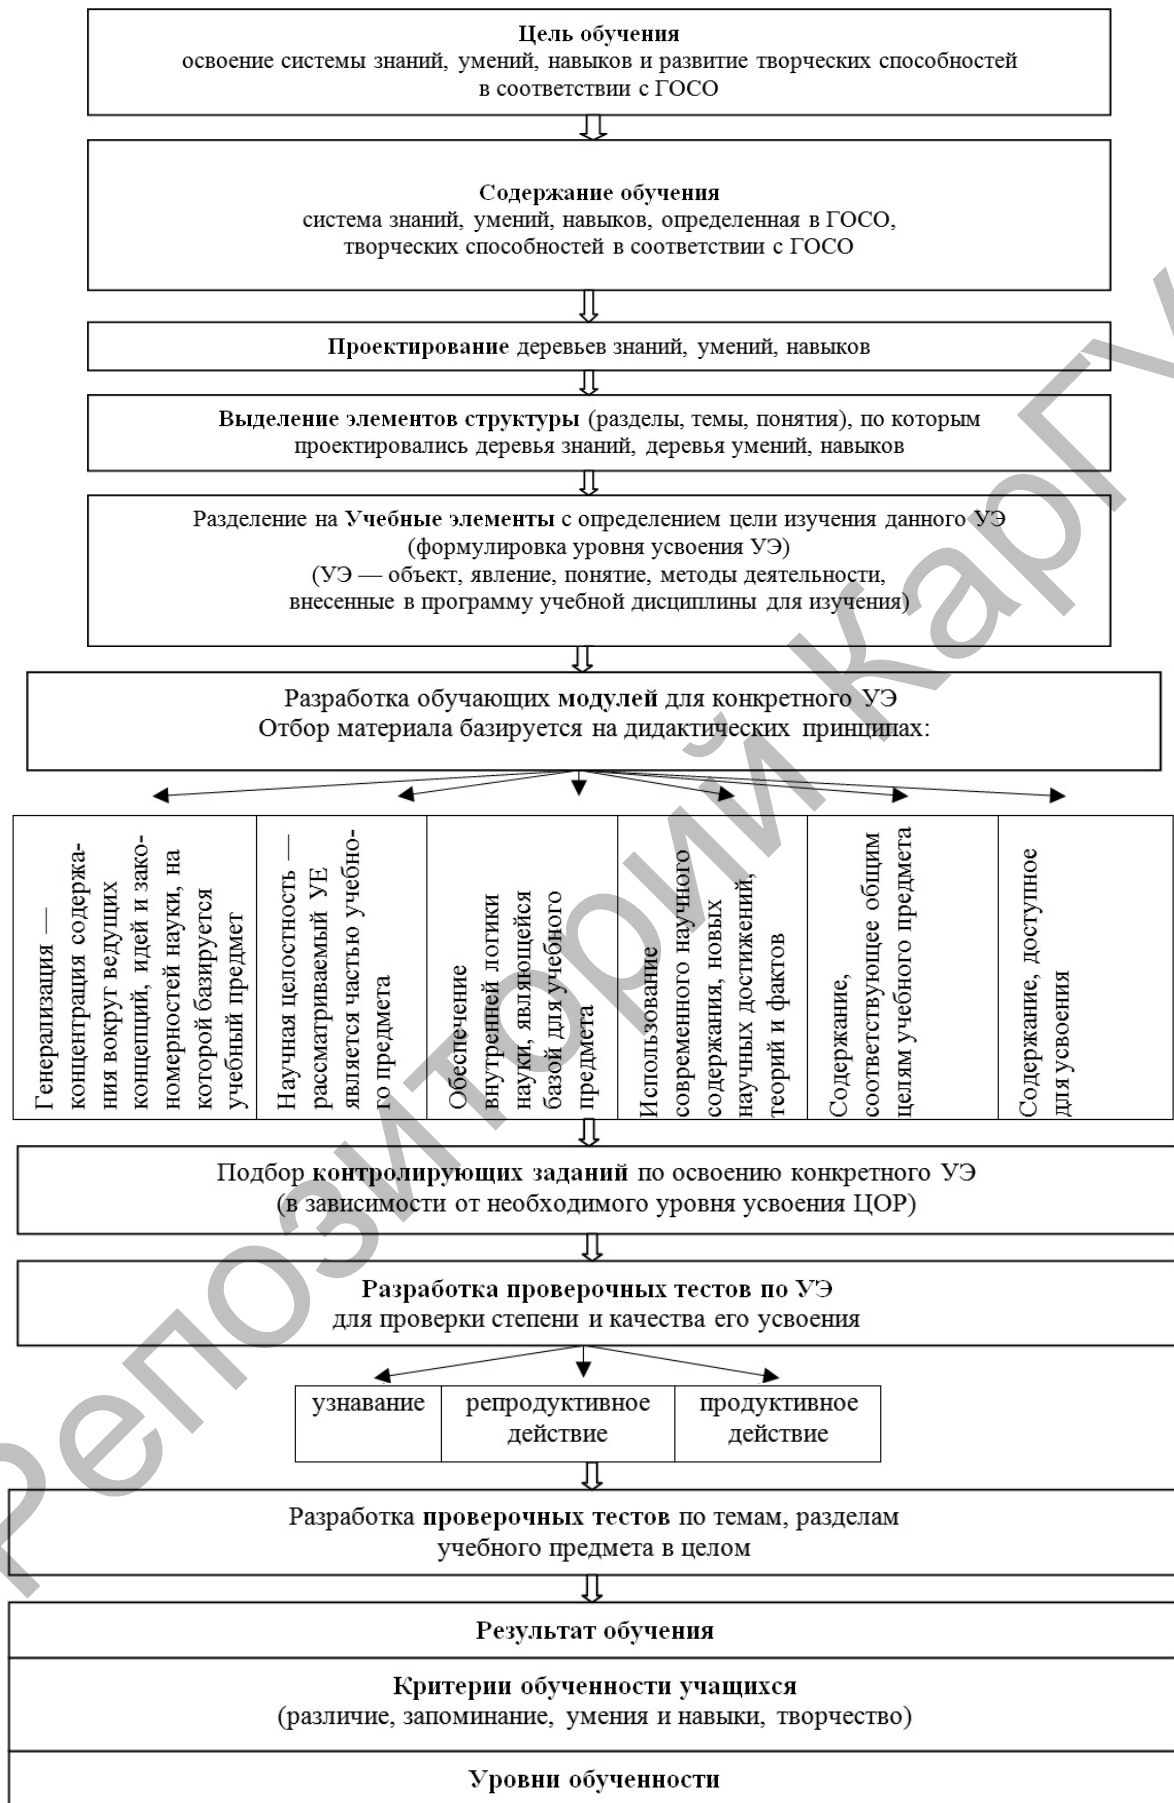 Цель обучения
освоение системы знаний, умений, навыков и развитие творческих способностей
в соответствии с ГОСО
Содержание обучения
система знаний, умений, навыков, определенная в ГОСО,
творческих способностей в соответствии с ГОСО
Проектирование деревьев знаний, умений, навыков
Выделение элементов структуры (разделы, темы, понятия), по которым
проектировались деревья знаний, деревья умений, навыков
Разделение на Учебные элементы с определением цели изучения данного УЭ
(формулировка уровня усвоения УЭ)
(УЭ — объект, явление, понятие, методы деятельности,
внесенные в программу учебной дисциплины для изучения)
Разработка обучающих модулей для конкретного УЭ
Отбор материала базируется на дидактических принципах:
Генерализация —
концентрация содержа-
ния вокруг ведущих
концепций, идей и зако-
номерностей науки, на
которой базируется
учебный предмет
Научная целостность —
рассматриваемый УЕ
является частью учебно-
го предмета
Обеспечение
внутренней логики
науки, являющейся
базой для учебного
предмета
Использование
современного научного
содержания, новых
научных достижений,
теорий и фактов
Содержание,
соответствующее общим
целям учебного предмета
Содержание, доступное
для усвоения
Подбор контролирующих заданий по освоению конкретного УЭ
(в зависимости от необходимого уровня усвоения ЦОР)
Разработка проверочных тестов по УЭ
для проверки степени и качества его усвоения
узнавание
репродуктивное
действие
продуктивное
действие
Разработка проверочных тестов по темам, разделам
учебного предмета в целом
Результат обучения
Критерии обученности учащихся
(различие, запоминание, умения и навыки, творчество)
Уровни обученности
Репозиторий КарГУ